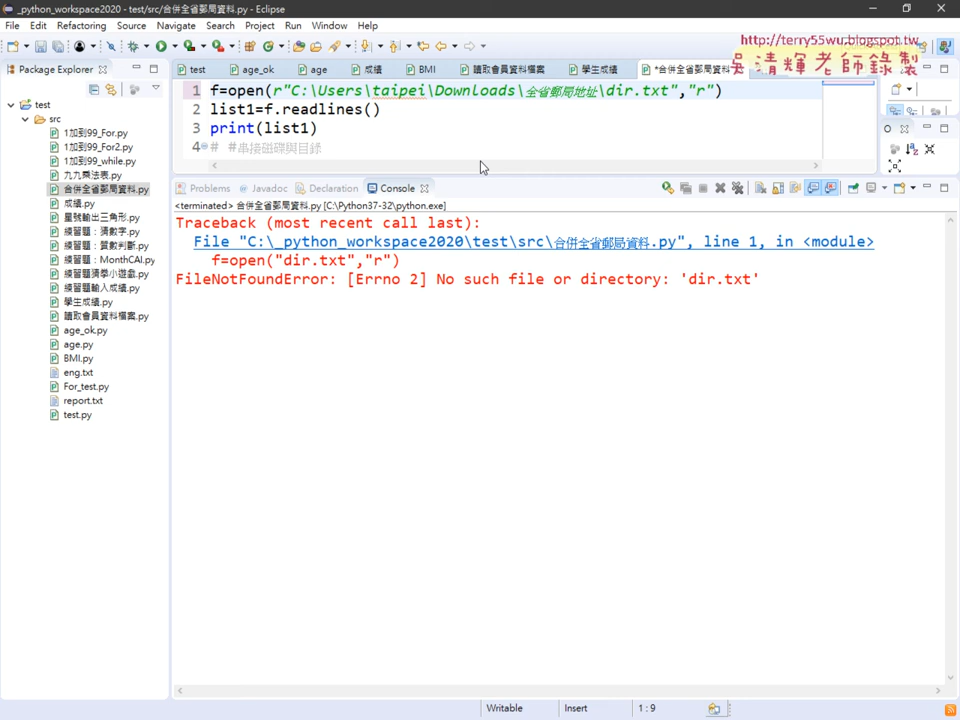 _python_workspace2020 - test/src/合併全省郵局資料.py - Eclipse
File Edit Refactoring Source Navigate Search Project Run Window Help
http://terry55wu.blogspot.tw
吳清輝老師錄製
Package Explorer
test age_ok age 成績 BMI 讀取會員資料檔案 學生成績 *合併全省郵局資料
test
src
1加到99_For.py
1加到99_For2.py
1加到99_while.py
九九乘法表.py
合併全省郵局資料.py
成績.py
星號輸出三角形.py
練習題：猜數字.py
練習題：質數判斷.py
練習題：MonthCAI.py
練習題清拳小遊戲.py
練習題輸入成績.py
學生成績.py
讀取會員資料檔案.py
age_ok.py
age.py
BMI.py
eng.txt
For_test.py
report.txt
test.py
1 f=open(r"C:\Users\taipei\Downloads\全省郵局地址\dir.txt","r")
2 list1=f.readlines()
3 print(list1)
4 # #串接磁碟與目錄
Problems Javadoc Declaration Console
<terminated> 合併全省郵局資料.py [C:\Python37-32\python.exe]
Traceback (most recent call last):
File "C:\_python_workspace2020\test\src\合併全省郵局資料.py", line 1, in <module>
f=open("dir.txt","r")
FileNotFoundError: [Errno 2] No such file or directory: 'dir.txt'
Writable Insert 1 : 9